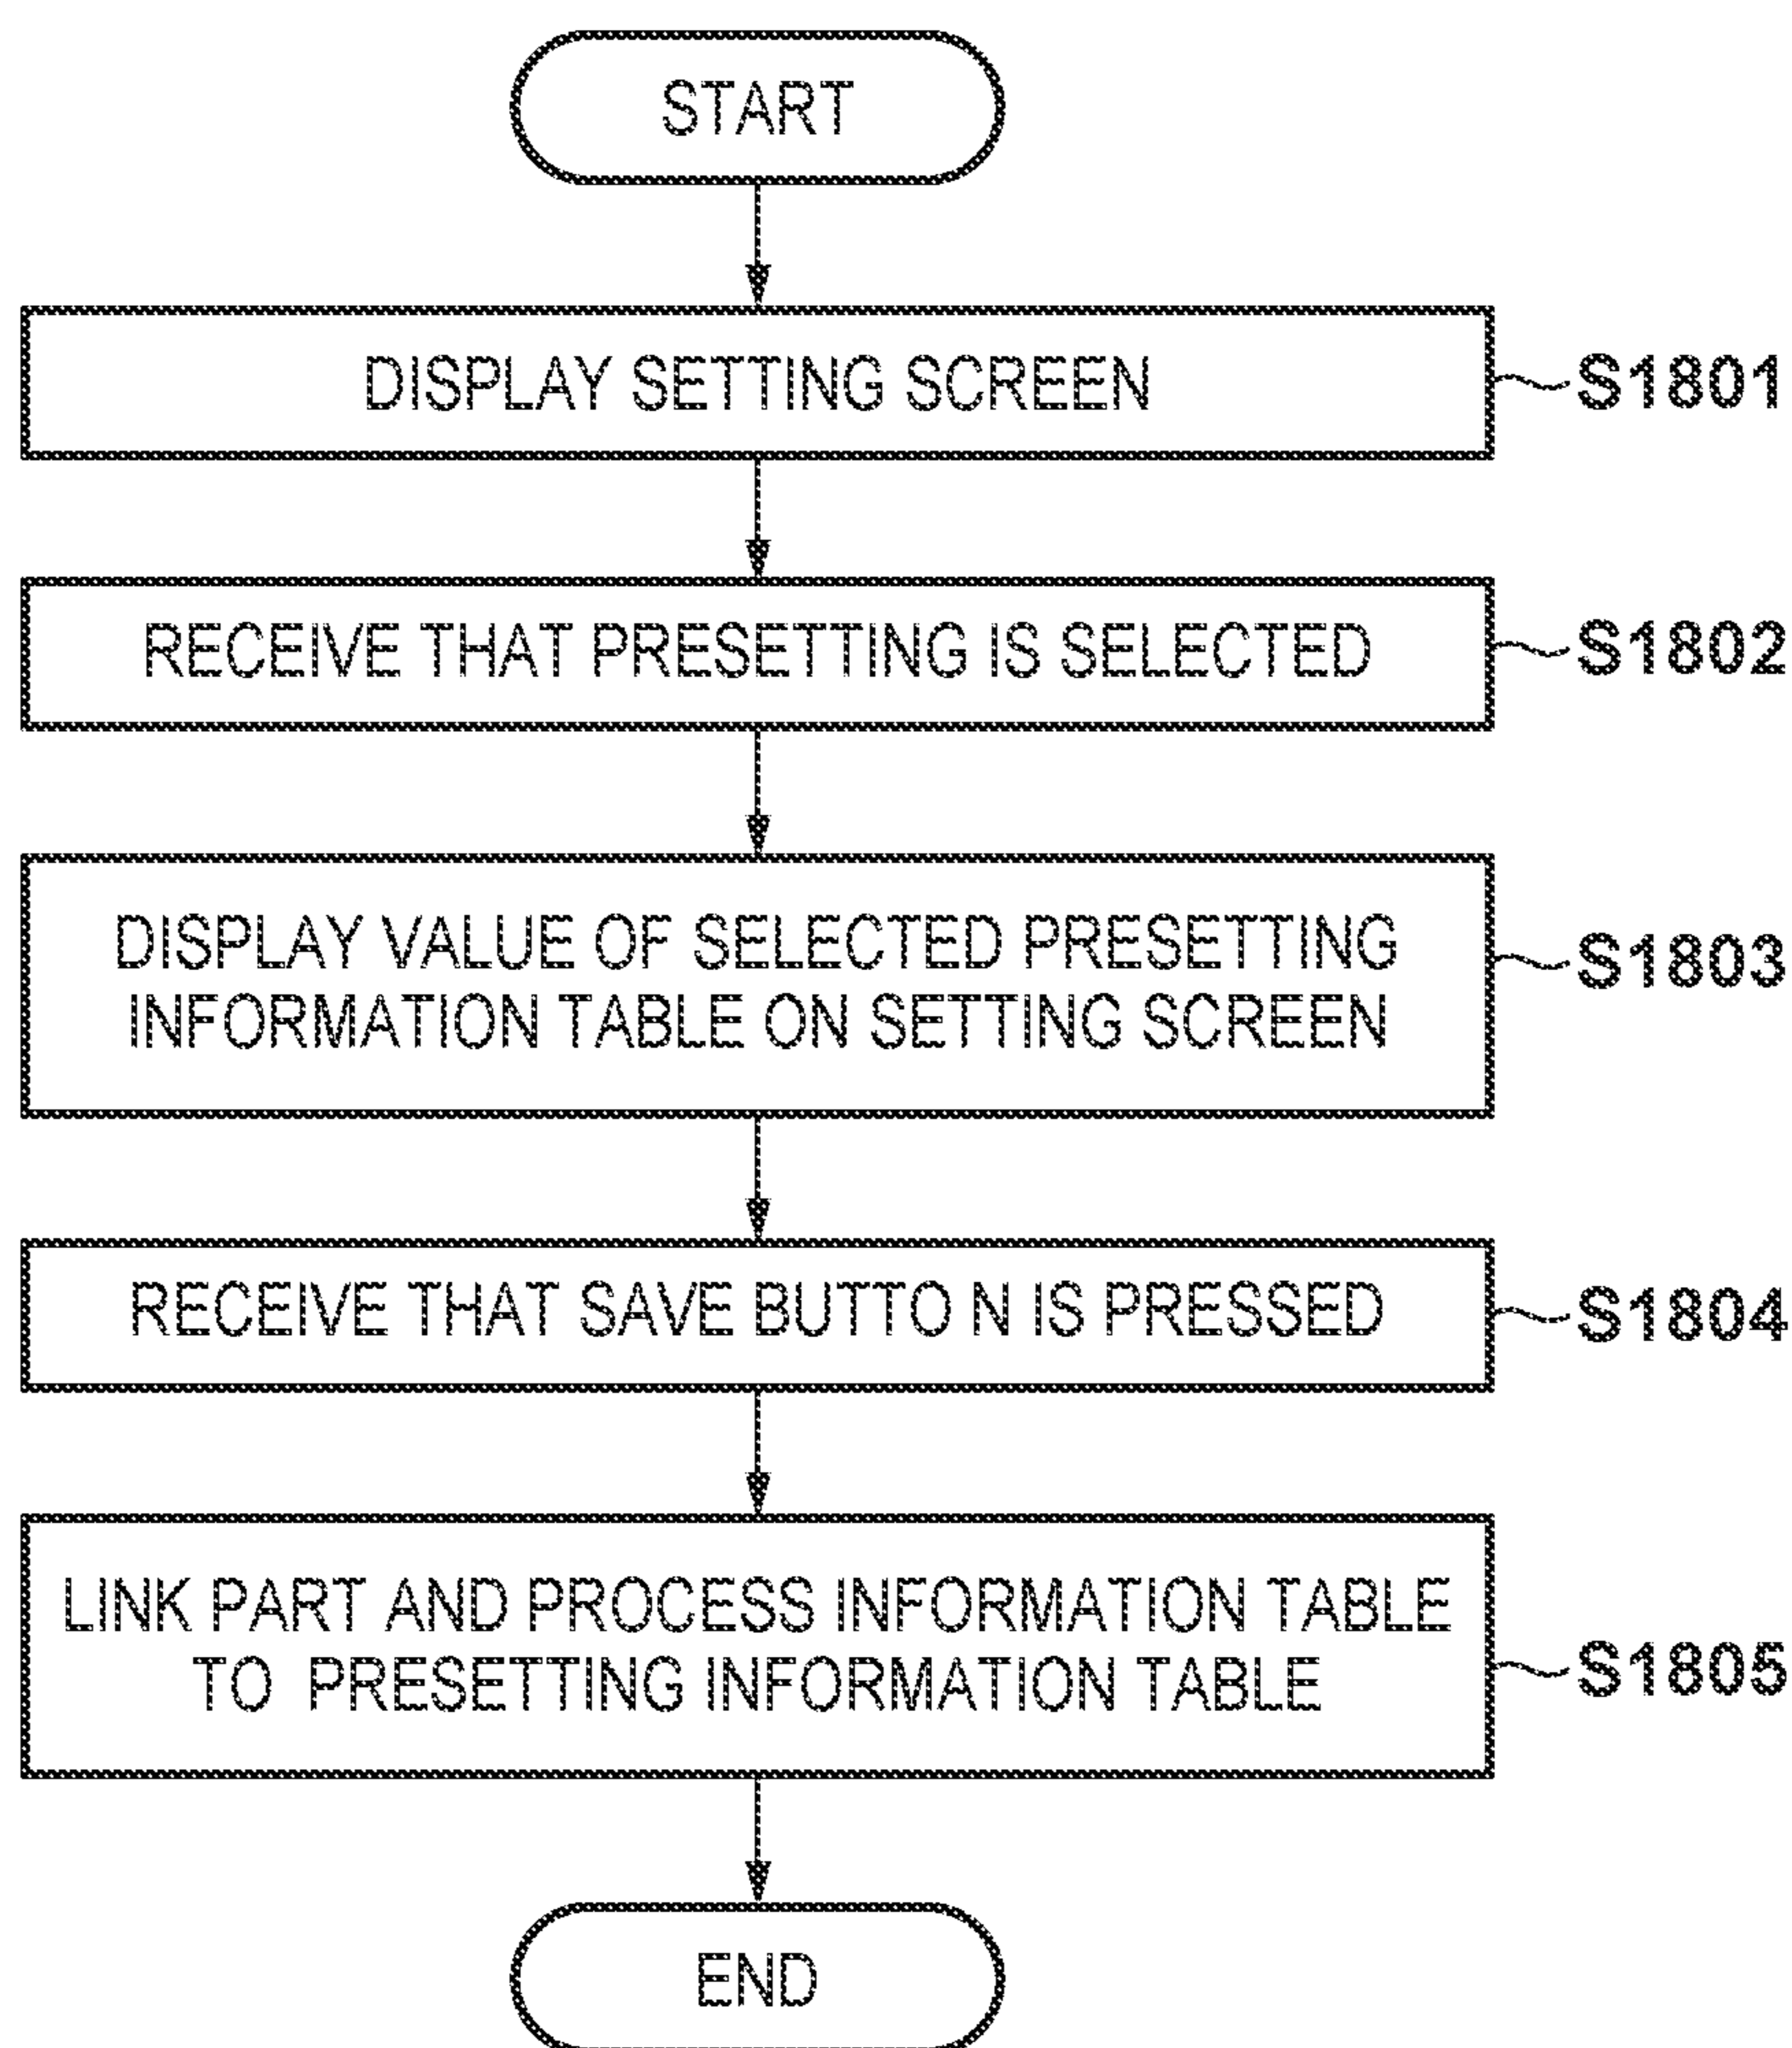 START
DISPLAY SETTING SCREEN
S1801
RECEIVE THAT PRESETTING IS SELECTED
S1802
DISPLAY VALUE OF SELECTED PRESETTING
INFORMATION TABLE ON SETTING SCREEN
S1803
RECEIVE THAT SAVE BUTTO N IS PRESSED
S1804
LINK PART AND PROCESS INFORMATION TABLE
TO PRESETTING INFORMATION TABLE
S1805
END